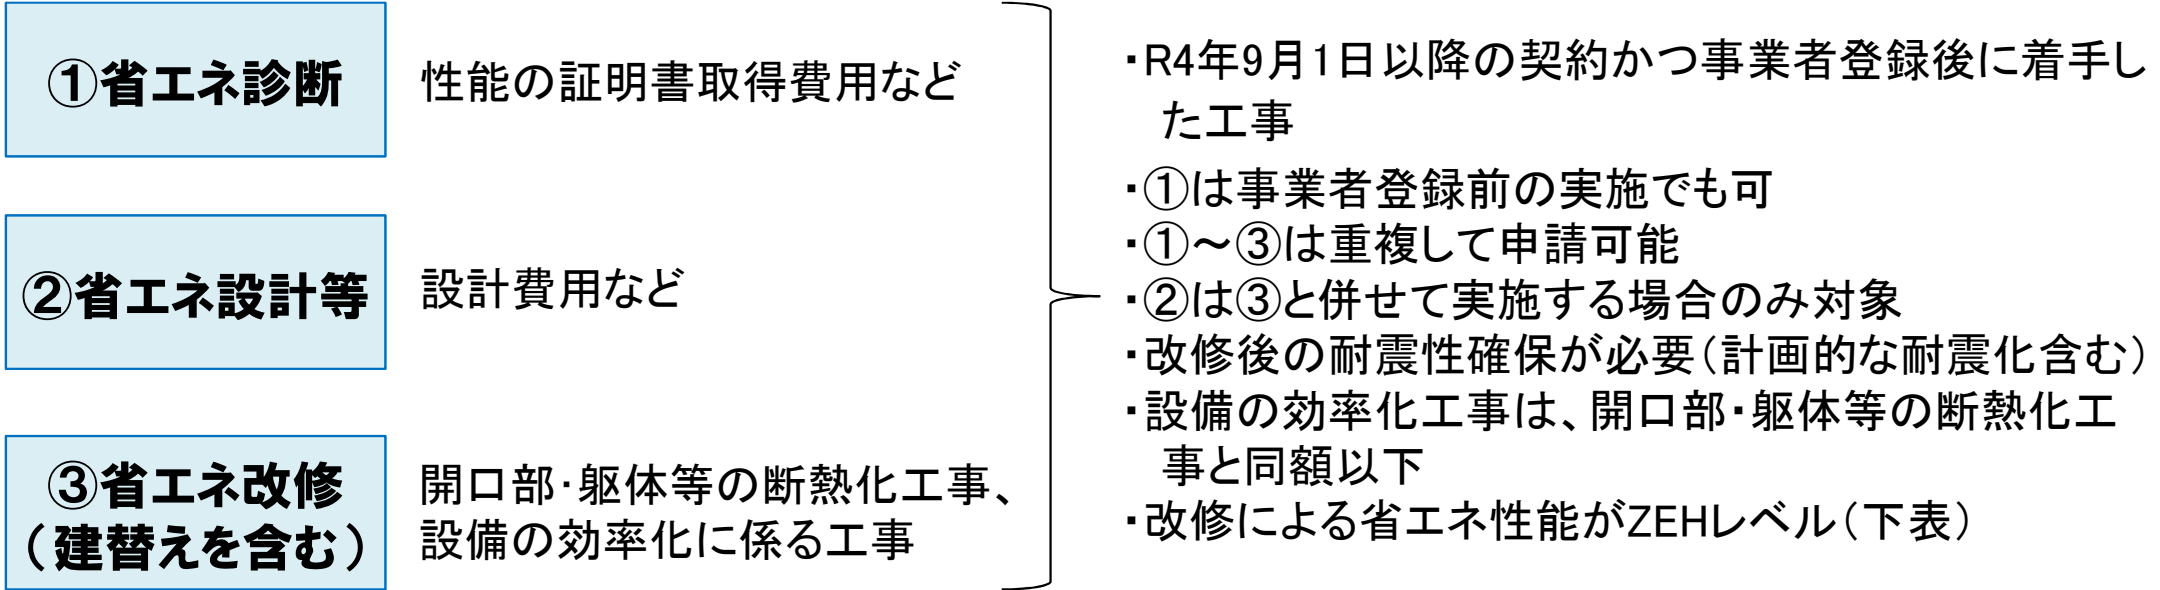 ①省エネ診断
性能の証明書取得費用など
②省エネ設計等
設計費用など
③省エネ改修
（建替えを含む）
開口部・躯体等の断熱化工事、
設備の効率化に係る工事
・R4年9月1日以降の契約かつ事業者登録後に着手し
た工事
・①は事業者登録前の実施でも可
・①～③は重複して申請可能
・②は③と併せて実施する場合のみ対象
・改修後の耐震性確保が必要（計画的な耐震化含む）
・設備の効率化工事は、開口部・躯体等の断熱化工
事と同額以下
・改修による省エネ性能がZEHレベル（下表）